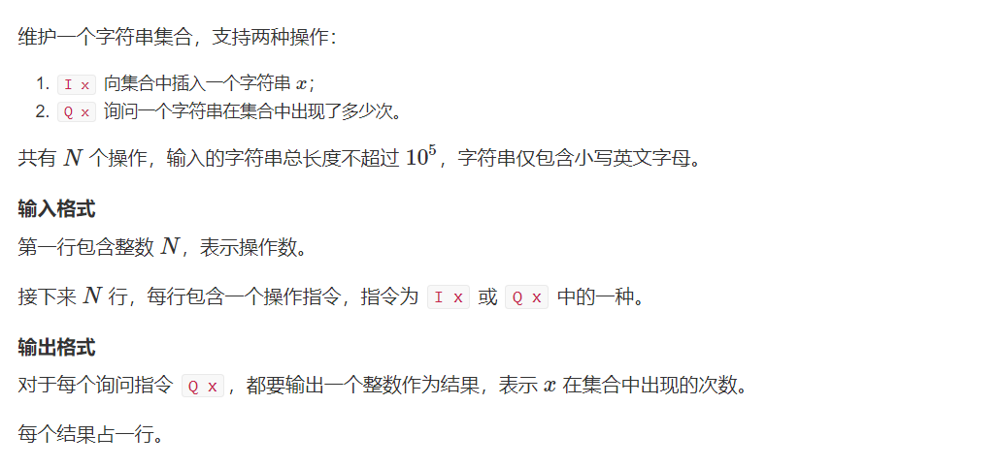 维护一个字符串集合，支持两种操作：
1. I x 向集合中插入一个字符串 x；
2. Q x 询问一个字符串在集合中出现了多少次。
共有 N 个操作，输入的字符串总长度不超过 10⁵，字符串仅包含小写英文字母。
输入格式
第一行包含整数 N，表示操作数。
接下来 N 行，每行包含一个操作指令，指令为 I x 或 Q x 中的一种。
输出格式
对于每个询问指令 Q x，都要输出一个整数作为结果，表示 x 在集合中出现的次数。
每个结果占一行。